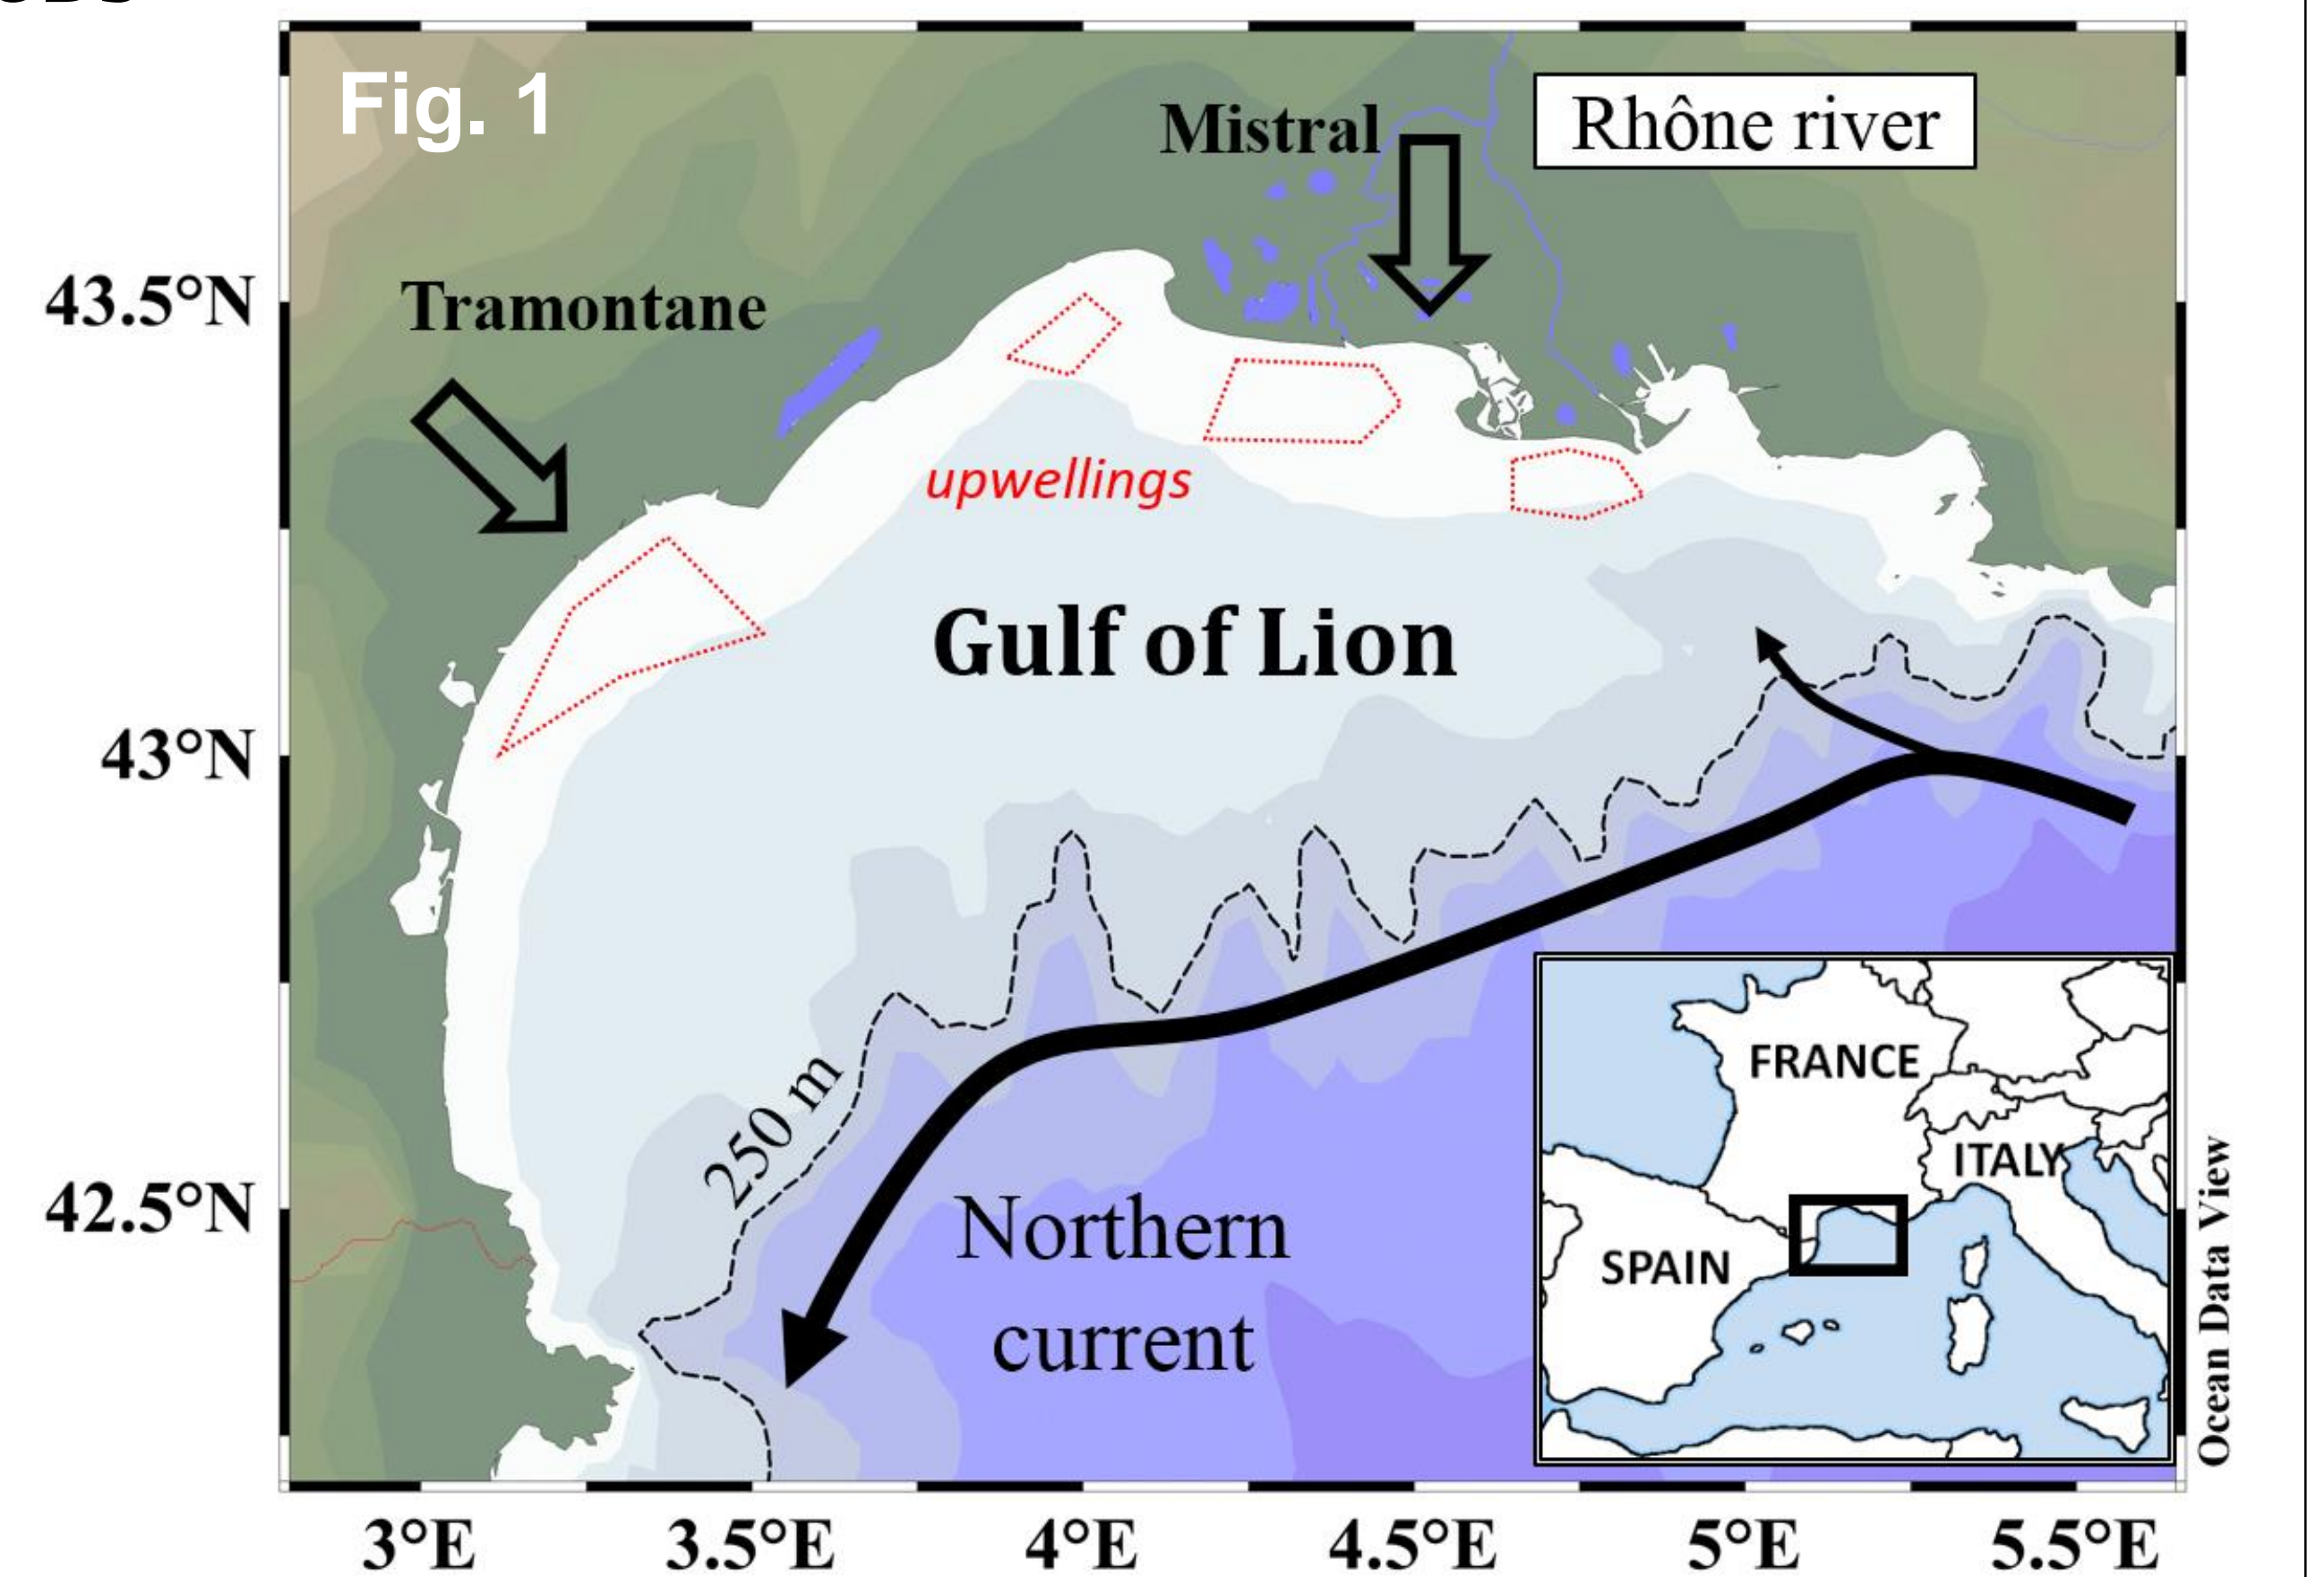 Fig. 1
Mistral
Rhône river
43.5°N
Tramontane
upwellings
Gulf of Lion
43°N
250 m
42.5°N
Northern
current
FRANCE
ITALY
SPAIN
Ocean Data View
3°E 3.5°E 4°E 4.5°E 5°E 5.5°E